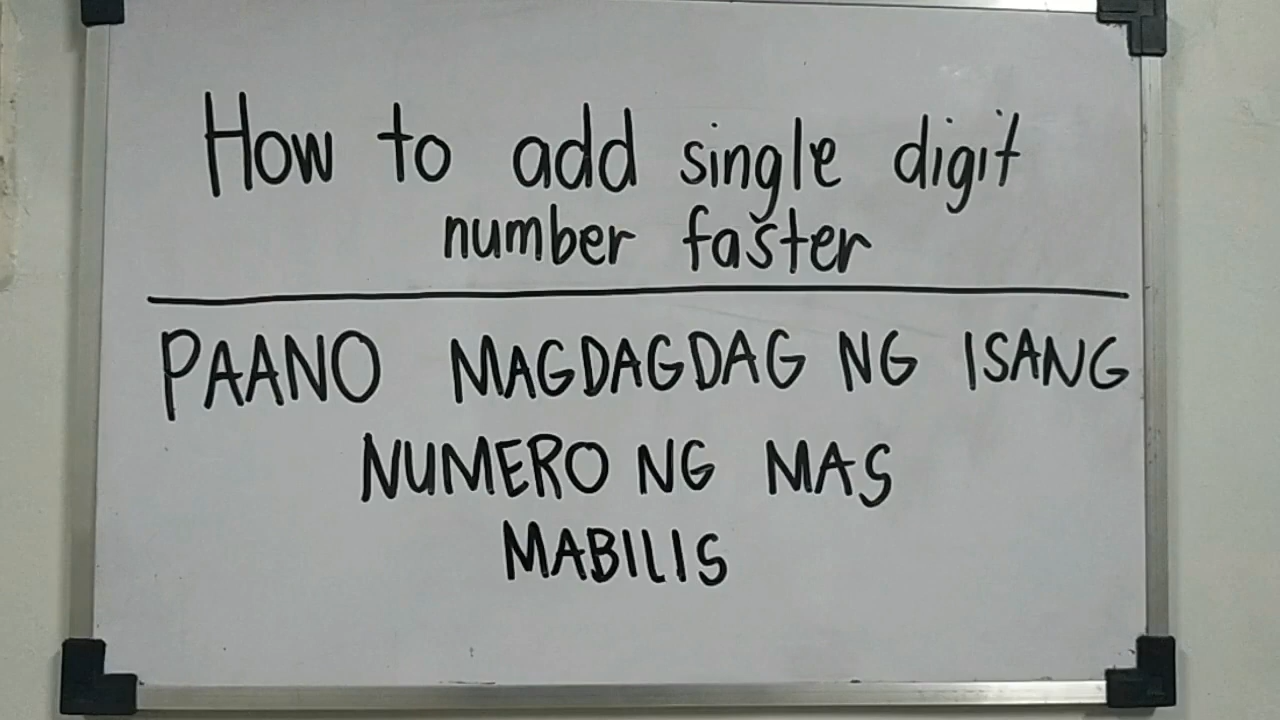 How to add single digit
number faster
PAANO MAGDAGDAG NG ISANG
NUMERO NG MAS
MABILIS